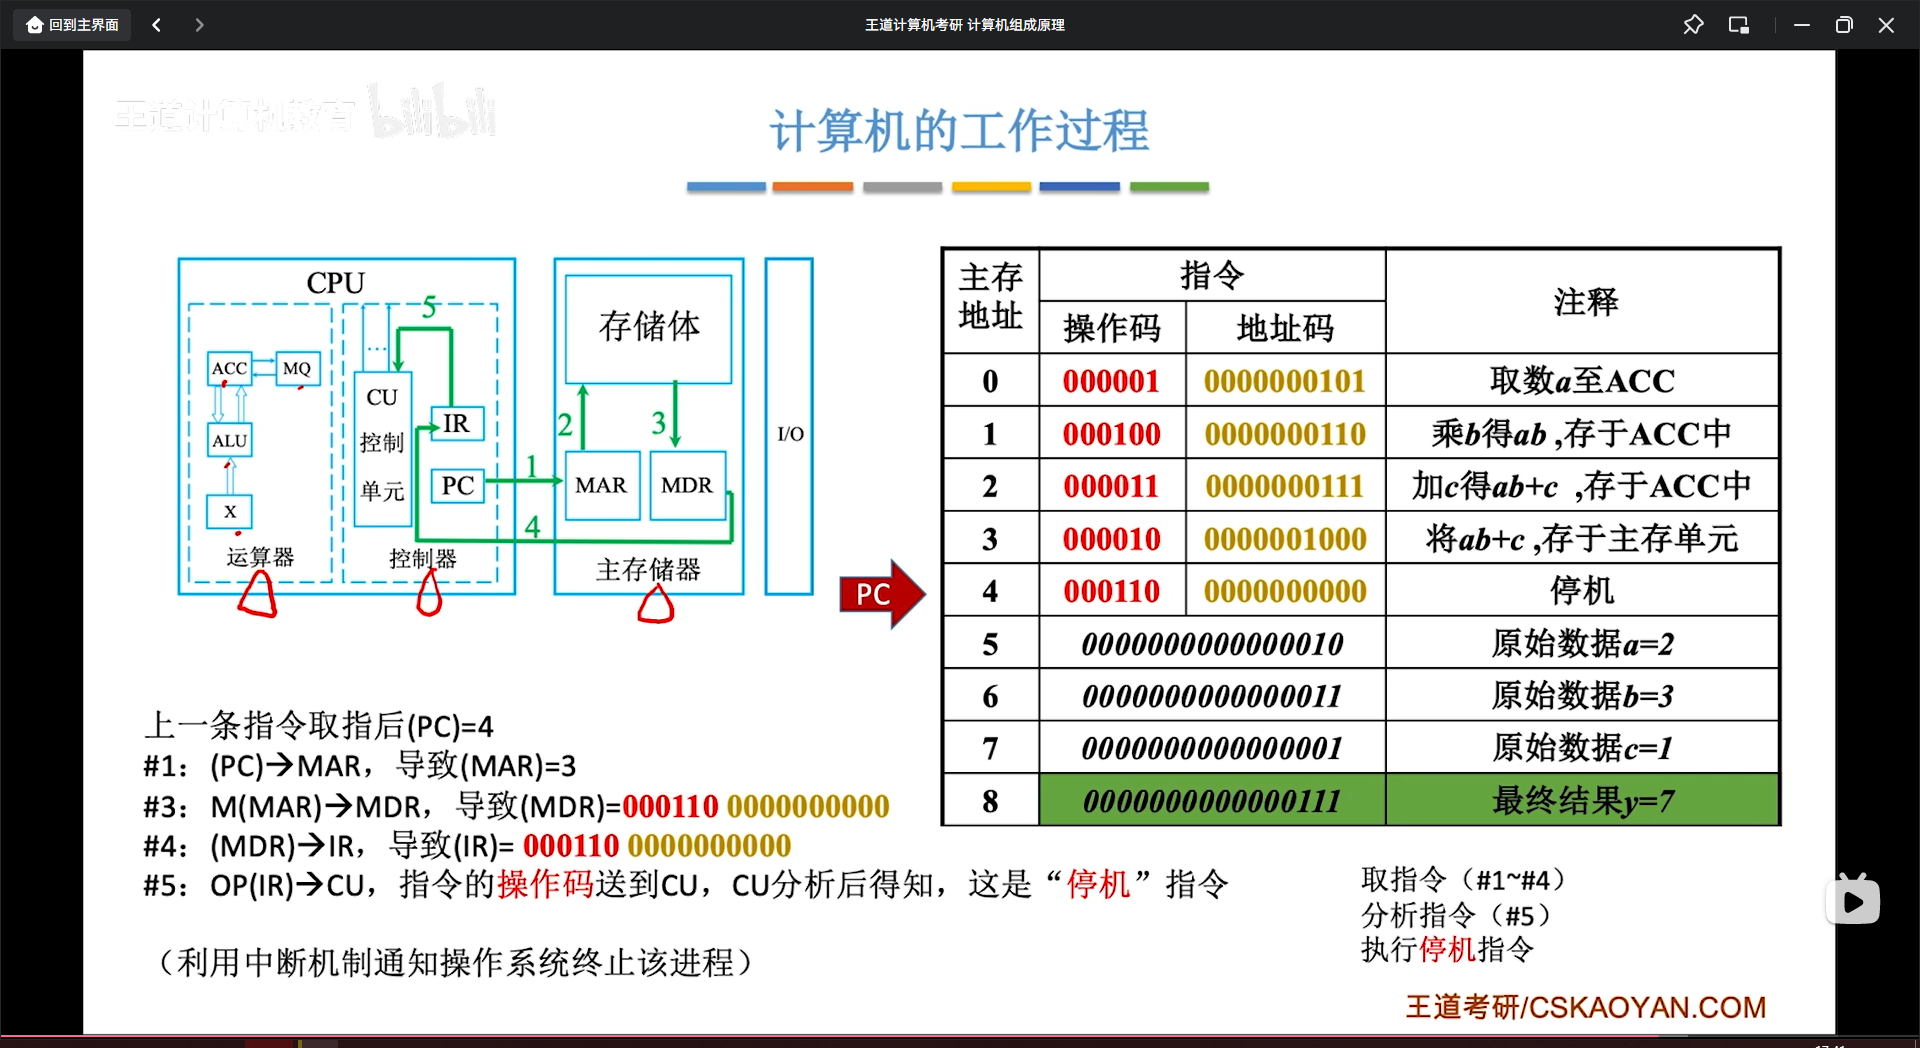 回到主界面
王道计算机考研 计算机组成原理
王道计算机教育 bilibili
计算机的工作过程
CPU
5
ACC
MQ
ALU
X
运算器
...
CU
控制
单元
IR
PC
控制器
存储体
1
2
3
4
MAR
MDR
主存储器
I/O
PC
主存地址 指令 注释
操作码 地址码
0 000001 0000000101 取数a至ACC
1 000100 0000000110 乘b得ab ,存于ACC中
2 000011 0000000111 加c得ab+c ,存于ACC中
3 000010 0000001000 将ab+c ,存于主存单元
4 000110 0000000000 停机
5 0000000000000010 原始数据a=2
6 0000000000000011 原始数据b=3
7 0000000000000001 原始数据c=1
8 0000000000000111 最终结果y=7
上一条指令取指后(PC)=4
#1：(PC)→MAR，导致(MAR)=3
#3：M(MAR)→MDR，导致(MDR)=000110 0000000000
#4：(MDR)→IR，导致(IR)= 000110 0000000000
#5：OP(IR)→CU，指令的操作码送到CU，CU分析后得知，这是“停机”指令
（利用中断机制通知操作系统终止该进程）
取指令（#1~#4）
分析指令（#5）
执行停机指令
王道考研/CSKAOYAN.COM